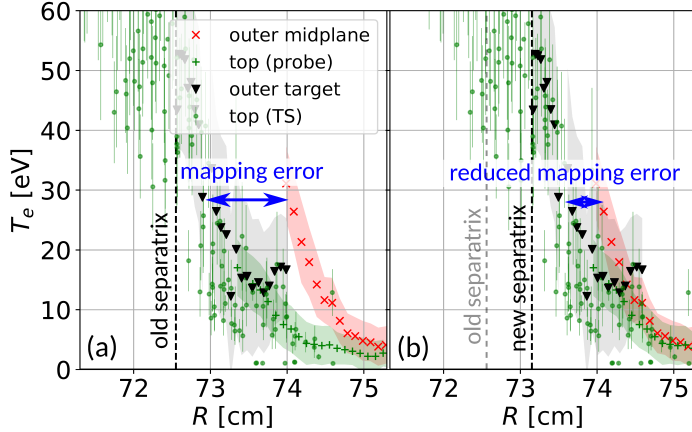 60
50
40
30
20
10
0
T_e [eV]
outer midplane
top (probe)
outer target
top (TS)
mapping error
old separatrix
(a)
72
73
74
75
R [cm]
reduced mapping error
old separatrix
new separatrix
(b)
72
73
74
75
R [cm]